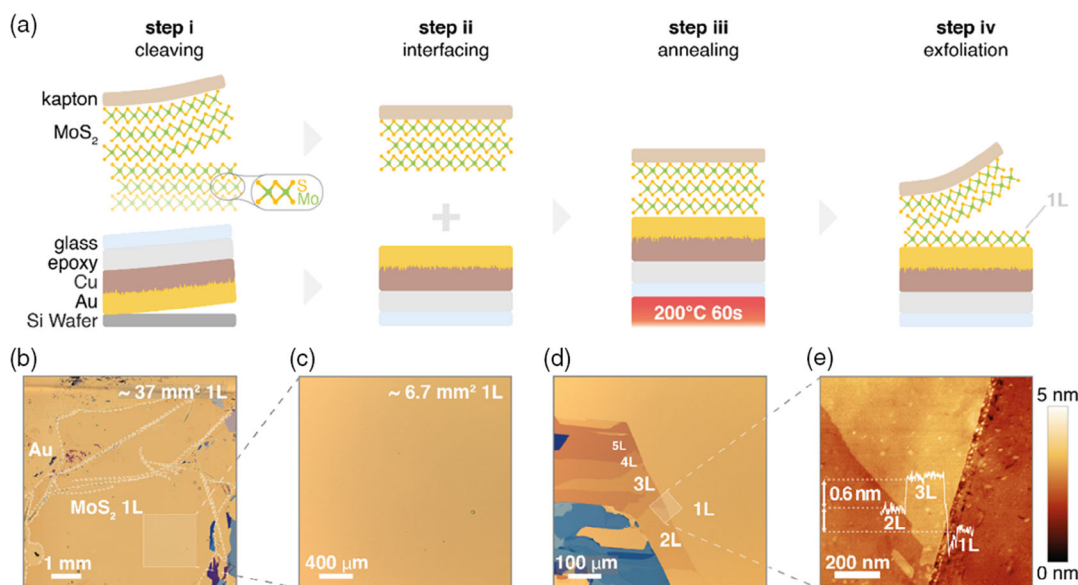 (a)
step i
cleaving
step ii
interfacing
step iii
annealing
step iv
exfoliation
kapton
MoS₂
S
Mo
1L
glass
epoxy
Cu
Au
Si Wafer
+
200°C 60s
(b)
(c)
(d)
(e)
~ 37 mm² 1L
Au
MoS₂ 1L
1 mm
~ 6.7 mm² 1L
400 μm
5L
4L
3L
1L
2L
100 μm
0.6 nm
3L
2L
1L
200 nm
5 nm
0 nm